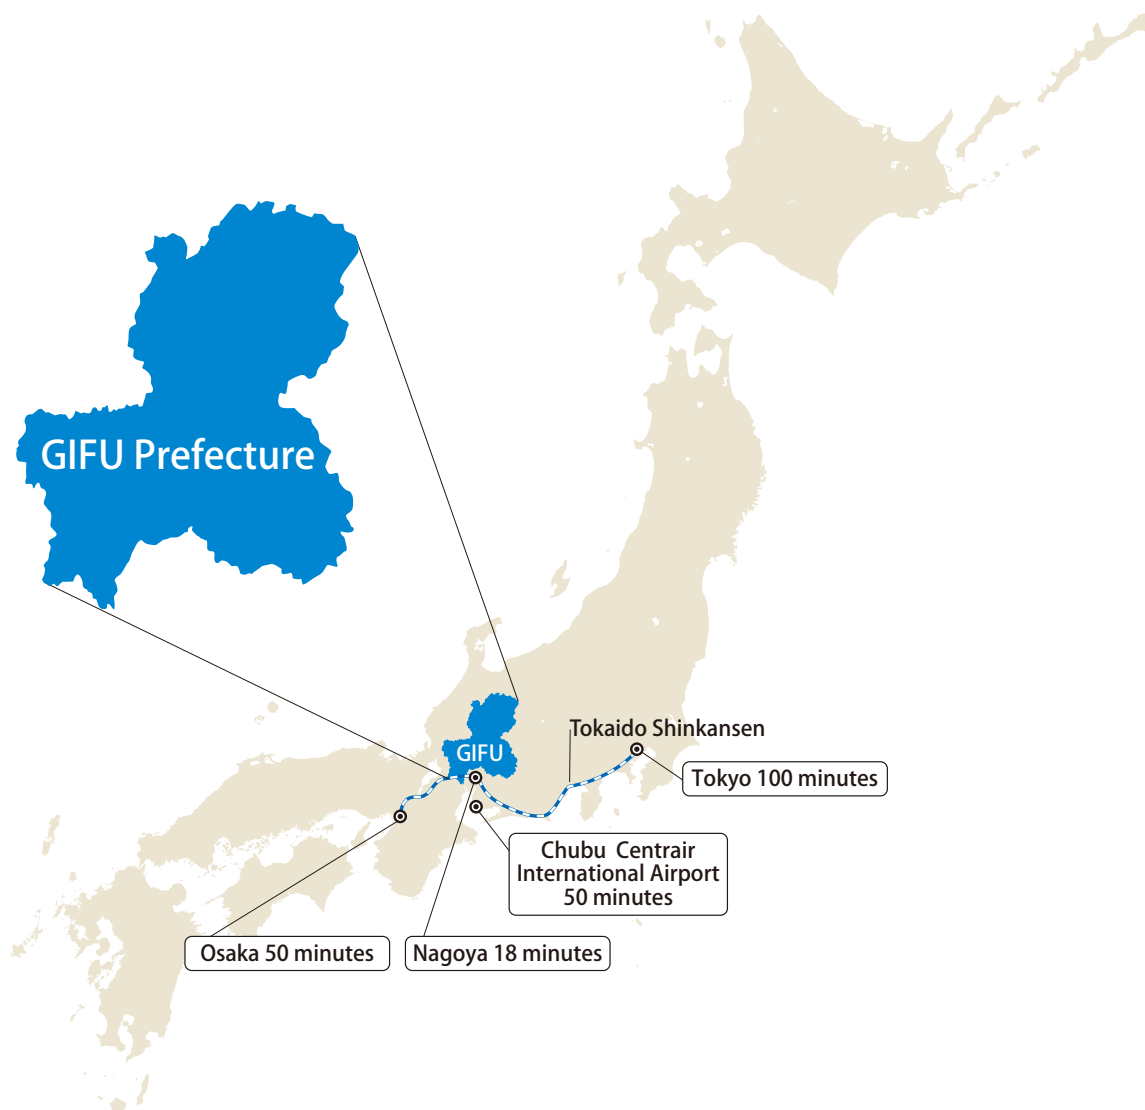 GIFU Prefecture
Tokaido Shinkansen
GIFU
Tokyo 100 minutes
Chubu Centrair
International Airport
50 minutes
Osaka 50 minutes
Nagoya 18 minutes